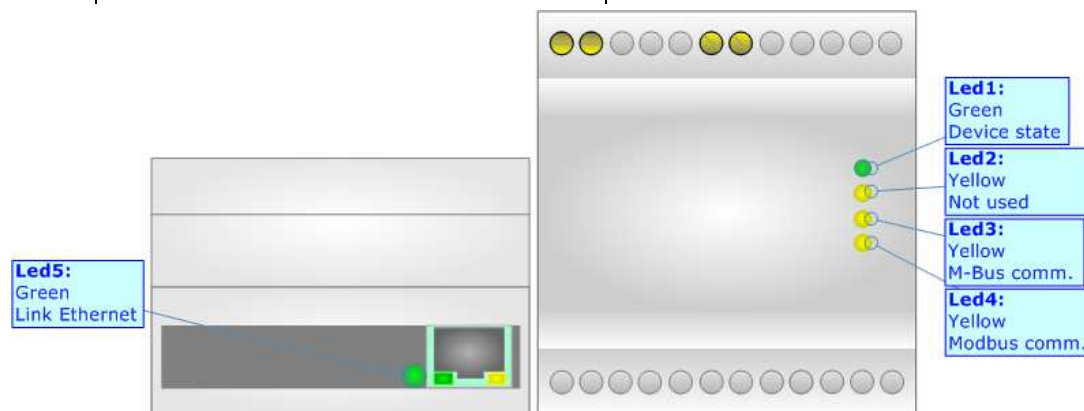 Led1:
Green
Device state
Led2:
Yellow
Not used
Led3:
Yellow
M-Bus comm.
Led4:
Yellow
Modbus comm.
Led5:
Green
Link Ethernet